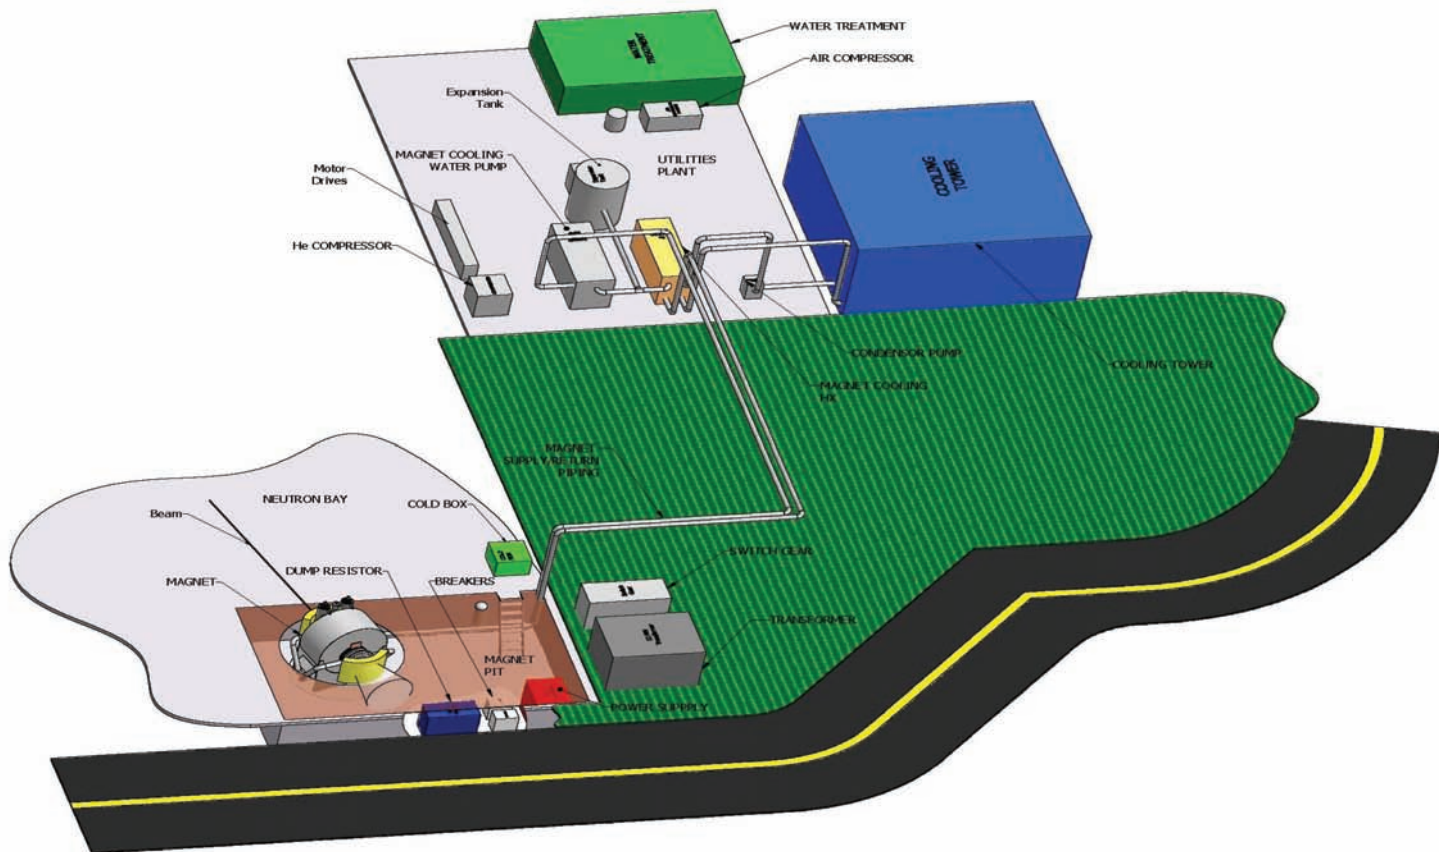 WATER TREATMENT
WATER
TREATMENT
AIR COMPRESSOR
Expansion
Tank
MAGNET COOLING
WATER PUMP
UTILITIES
PLANT
COOLING
TOWER
Motor
Drives
He COMPRESSOR
CONDENSOR PUMP
COOLING TOWER
MAGNET COOLING
HX
MAGNET
SUPPLY/RETURN
PIPING
NEUTRON BAY
COLD BOX
Beam
SWITCH GEAR
DUMP RESISTOR
BREAKERS
MAGNET
TRANSFORMER
MAGNET
PIT
POWER SUPPPLY